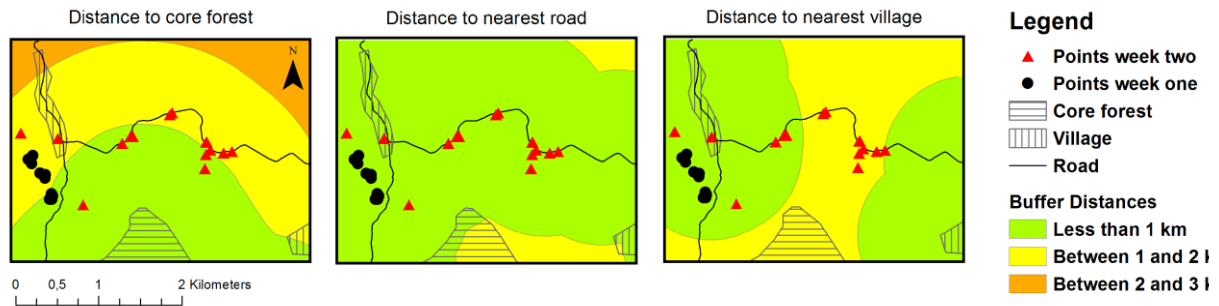 Distance to core forest
Distance to nearest road
Distance to nearest village
N
0 0,5 1 2 Kilometers
Legend
Points week two
Points week one
Core forest
Village
Road
Buffer Distances
Less than 1 km
Between 1 and 2 k
Between 2 and 3 k